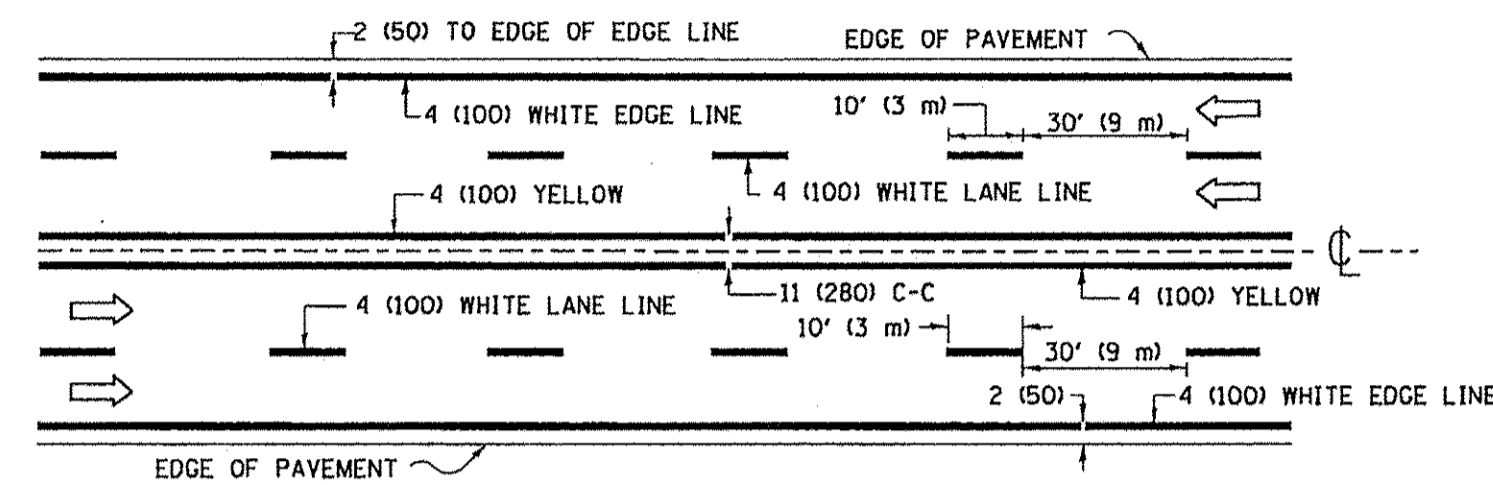 2 (50) TO EDGE OF EDGE LINE
EDGE OF PAVEMENT
4 (100) WHITE EDGE LINE
10' (3 m)
30' (9 m)
4 (100) YELLOW
4 (100) WHITE LANE LINE
℄
11 (280) C-C
4 (100) YELLOW
4 (100) WHITE LANE LINE
10' (3 m)
30' (9 m)
2 (50)
4 (100) WHITE EDGE LINE
EDGE OF PAVEMENT